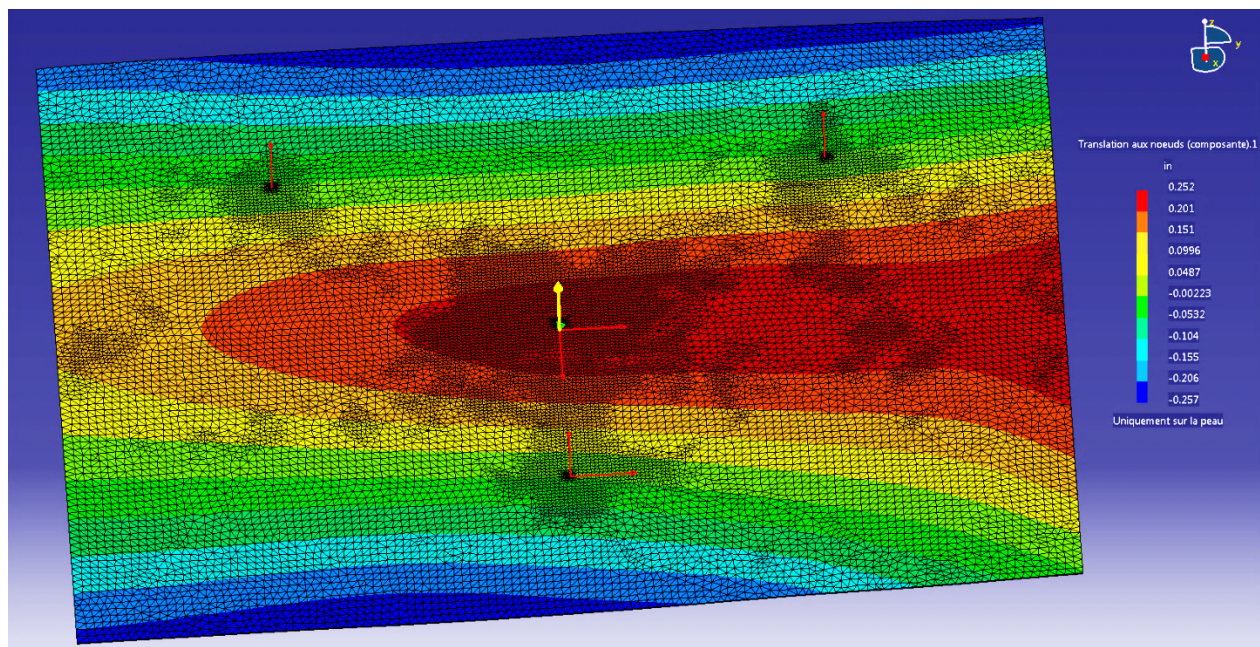 z
y
x
Translation aux noeuds (composante).1
in
0.252
0.201
0.151
0.0996
0.0487
-0.00223
-0.0532
-0.104
-0.155
-0.206
-0.257
Uniquement sur la peau